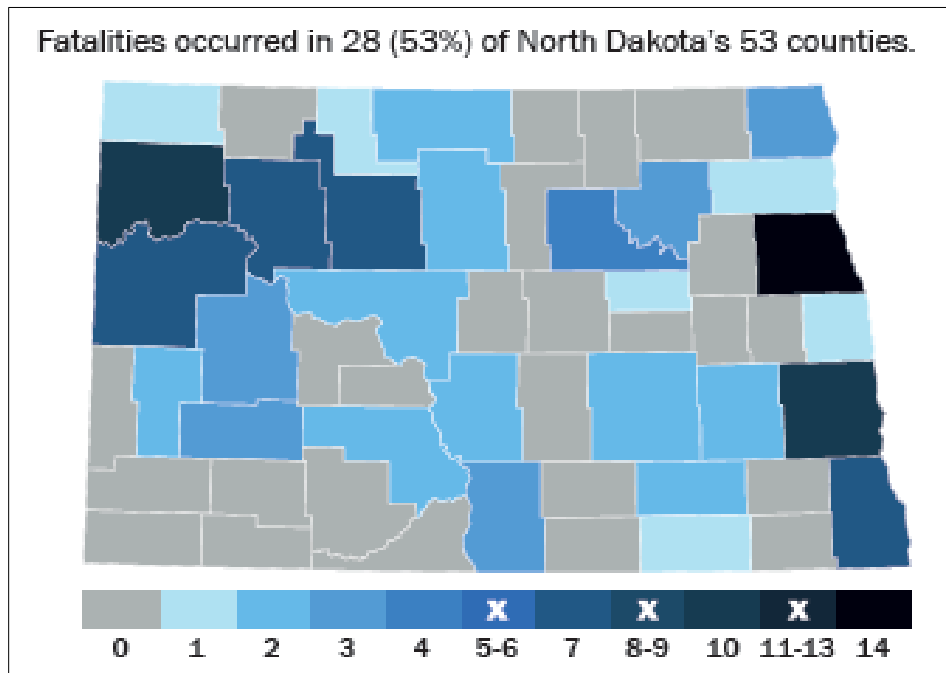 Fatalities occurred in 28 (53%) of North Dakota's 53 counties.
X X X
0 1 2 3 4 5-6 7 8-9 10 11-13 14